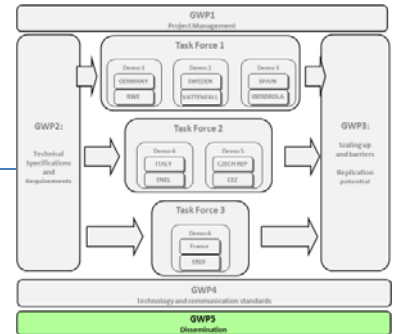 GWP1
Project Management
Task Force 1
Demo 1
GERMANY
RWE
Demo 2
SWEDEN
VATTENFALL
Demo 3
SPAIN
IBERDROLA
GWP2:
Technical
Specifications
and
Requirements
Task Force 2
Demo 4
ITALY
ENEL
Demo 5
CZECH REP
CEZ
GWP3:
Scaling up
and barriers
Replication
potential
Task Force 3
Demo 6
France
GWP4
Technology and communication standards
GWP5
Dissemination